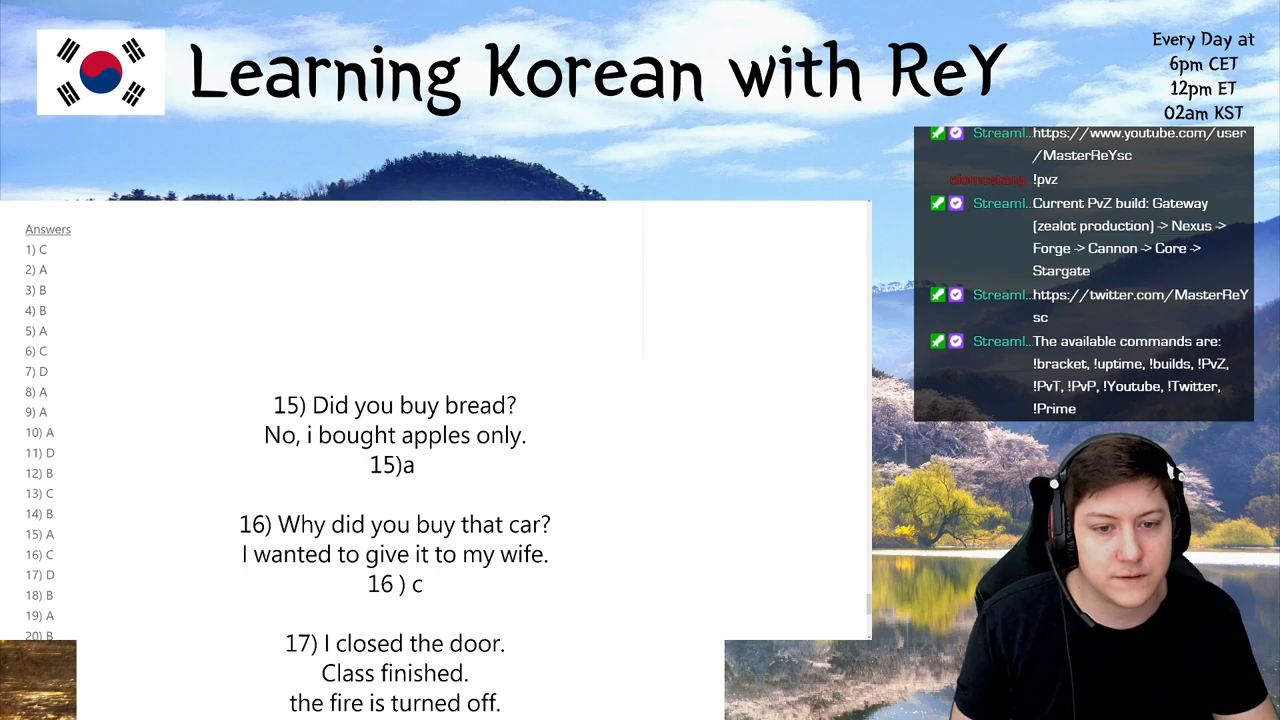 Learning Korean with ReY
Every Day at
6pm CET
12pm ET
02am KST
Streaml... https://www.youtube.com/user
/MasterReYsc
!pvz
Streaml... Current PvZ build: Gateway
(zealot production) -> Nexus ->
Forge -> Cannon -> Core ->
Stargate
Streaml... https://twitter.com/MasterReY
sc
Streaml... The available commands are:
!bracket, !uptime, !builds, !PvZ,
!PvT, !PvP, !Youtube, !Twitter,
!Prime
Answers
1) C
2) A
3) B
4) B
5) A
6) C
7) D
8) A
9) A
10) A
11) D
12) B
13) C
14) B
15) A
16) C
17) D
18) B
19) A
20) B
15) Did you buy bread?
No, i bought apples only.
15)a
16) Why did you buy that car?
I wanted to give it to my wife.
16 ) c
17) I closed the door.
Class finished.
the fire is turned off.